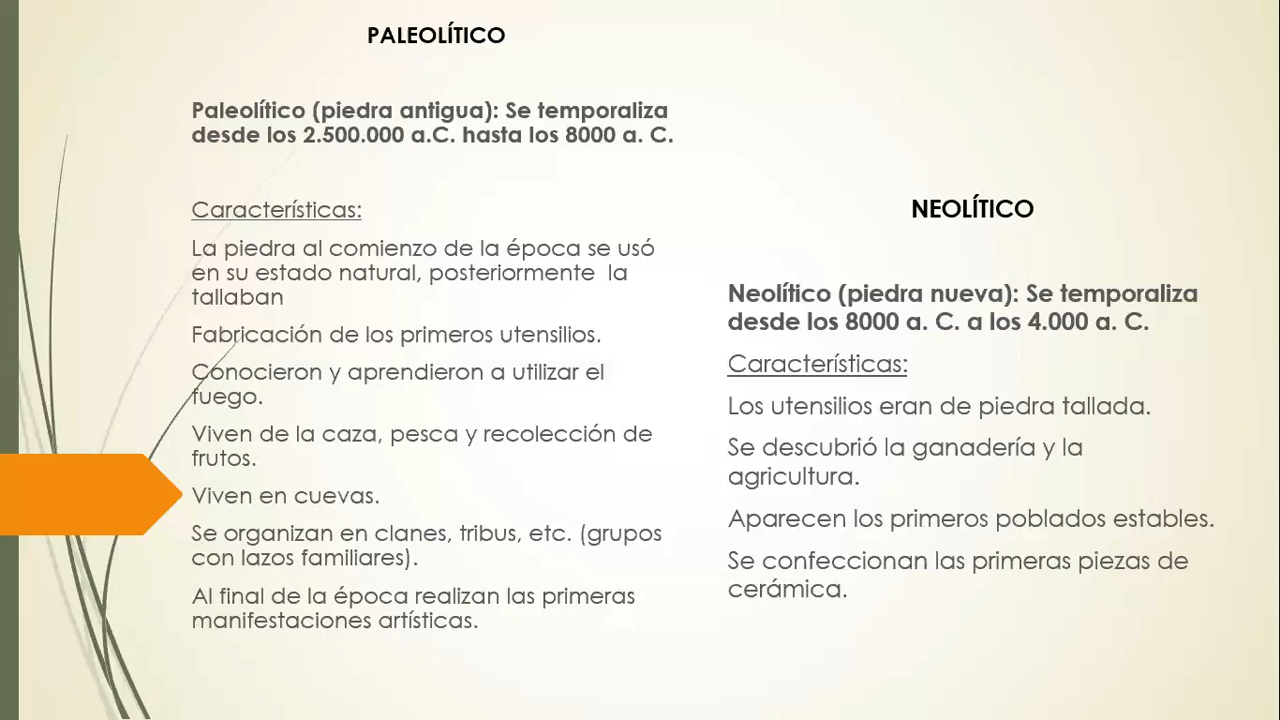 PALEOLÍTICO
Paleolítico (piedra antigua): Se temporaliza
desde los 2.500.000 a.C. hasta los 8000 a. C.
Características:
La piedra al comienzo de la época se usó
en su estado natural, posteriormente la
tallaban
Fabricación de los primeros utensilios.
Conocieron y aprendieron a utilizar el
fuego.
Viven de la caza, pesca y recolección de
frutos.
Viven en cuevas.
Se organizan en clanes, tribus, etc. (grupos
con lazos familiares).
Al final de la época realizan las primeras
manifestaciones artísticas.
NEOLÍTICO
Neolítico (piedra nueva): Se temporaliza
desde los 8000 a. C. a los 4.000 a. C.
Características:
Los utensilios eran de piedra tallada.
Se descubrió la ganadería y la
agricultura.
Aparecen los primeros poblados estables.
Se confeccionan las primeras piezas de
cerámica.